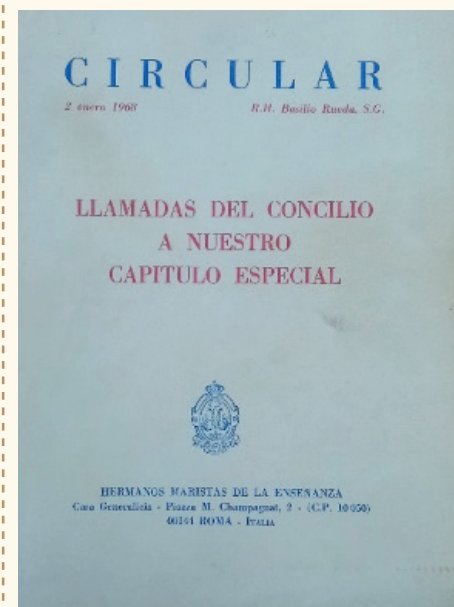 CIRCULAR
2 enero 1968 R.H. Basilio Rueda, S.G.
LLAMADAS DEL CONCILIO
A NUESTRO
CAPITULO ESPECIAL
HERMANOS MARISTAS DE LA ENSEÑANZA
Casa Generalicia - Piazza M. Champagnat, 2 - (C.P. 10250)
00144 ROMA - ITALIA